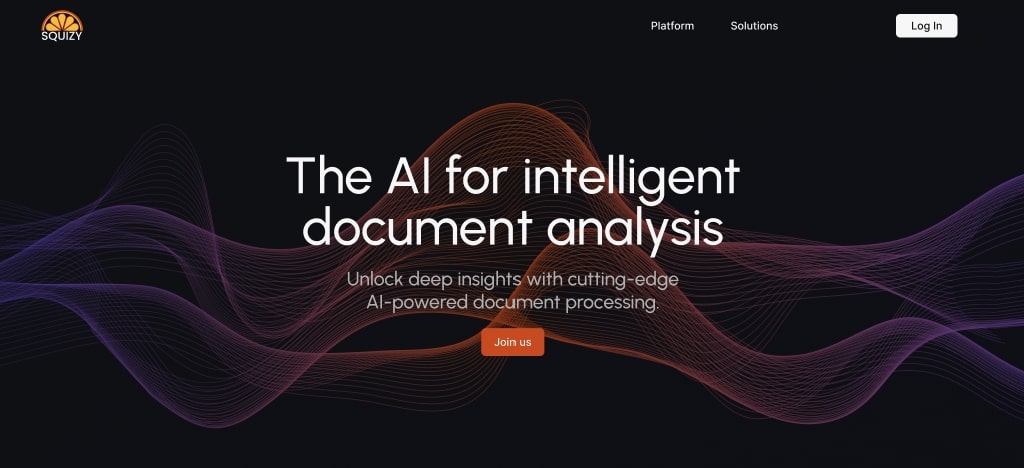 SQUIZY
Platform
Solutions
Log In
The AI for intelligent
document analysis
Unlock deep insights with cutting-edge
AI-powered document processing.
Join us